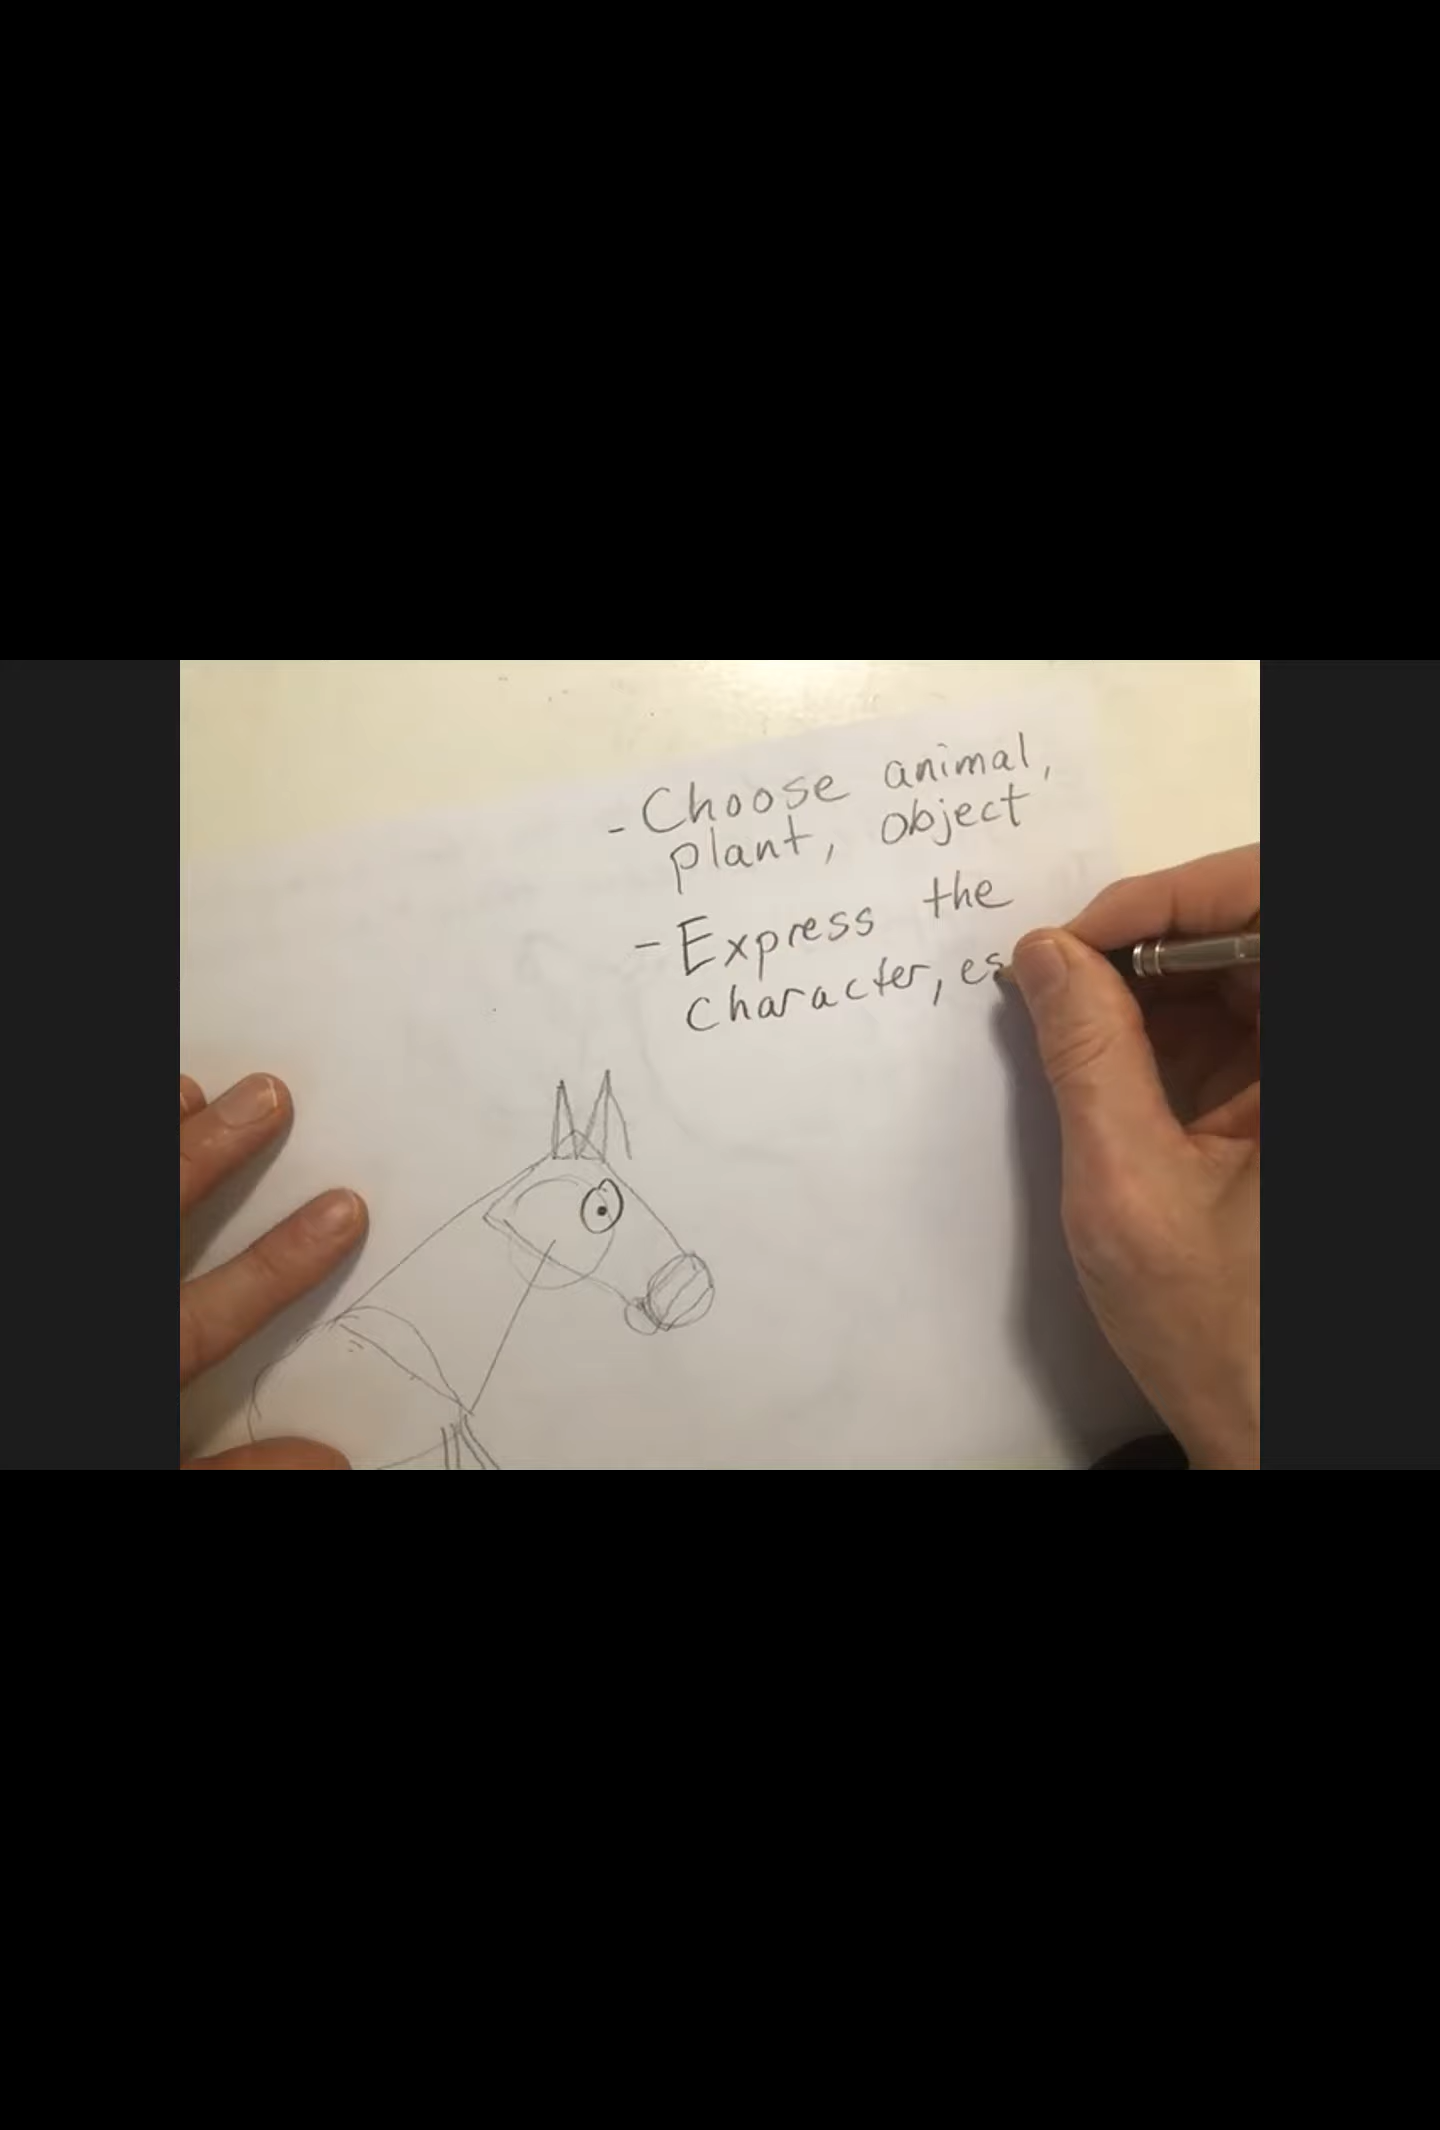 - Choose animal,
plant, object
- Express the
character, es